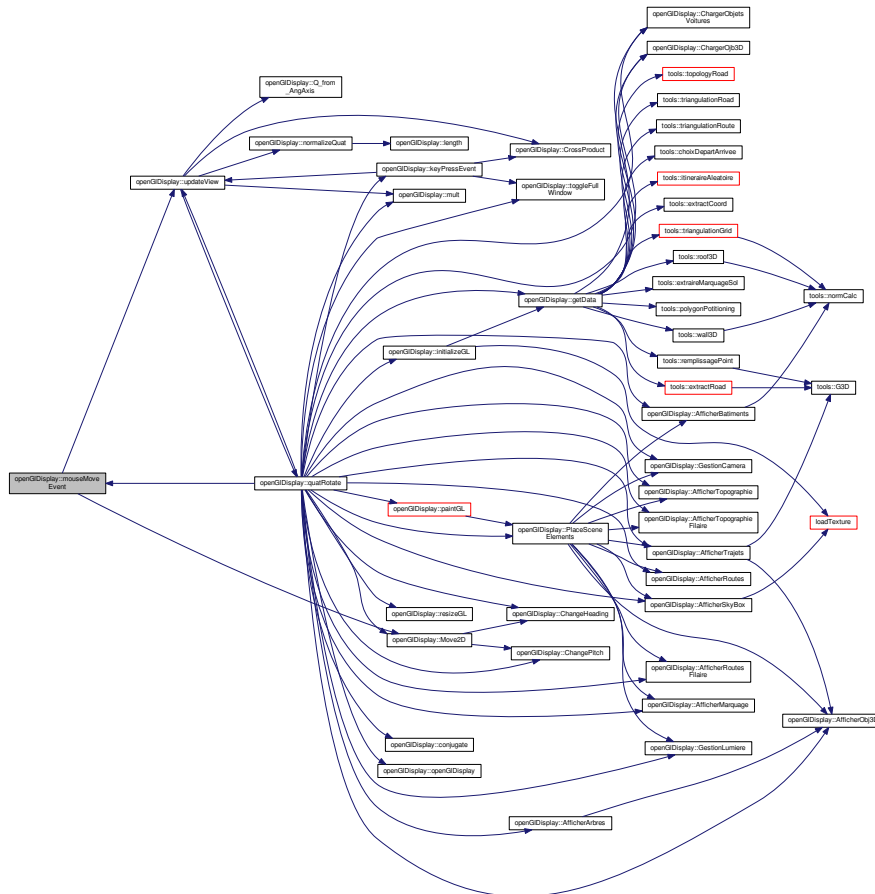 openGlDisplay::ChargerObjets
Voitures
openGlDisplay::ChargerOjb3D
tools::topologyRoad
openGlDisplay::Q_from
_AngAxis
tools::triangulationRoad
tools::triangulationRoute
openGlDisplay::normalizeQuat
openGlDisplay::length
openGlDisplay::CrossProduct
tools::choixDepartArrivee
openGlDisplay::keyPressEvent
openGlDisplay::updateView
openGlDisplay::mult
openGlDisplay::toggleFull
Window
tools::itineraireAleatoire
tools::extractCoord
tools::triangulationGrid
tools::roof3D
tools::extraireMarquageSol
openGlDisplay::getData
tools::normCalc
tools::polygonPotitioning
tools::wall3D
openGlDisplay::initializeGL
tools::remplissagePoint
tools::extractRoad
tools::G3D
openGlDisplay::AfficherBatiments
openGlDisplay::GestionCamera
openGlDisplay::mouseMove
Event
openGlDisplay::quatRotate
openGlDisplay::AfficherTopographie
openGlDisplay::paintGL
openGlDisplay::PlaceScene
Elements
openGlDisplay::AfficherTopographie
Filaire
loadTexture
openGlDisplay::AfficherTrajets
openGlDisplay::AfficherRoutes
openGlDisplay::AfficherSkyBox
openGlDisplay::resizeGL
openGlDisplay::ChangeHeading
openGlDisplay::Move2D
openGlDisplay::ChangePitch
openGlDisplay::AfficherRoutes
Filaire
openGlDisplay::AfficherMarquage
openGlDisplay::AfficherObj3D
openGlDisplay::conjugate
openGlDisplay::GestionLumiere
openGlDisplay::openGlDisplay
openGlDisplay::AfficherArbres